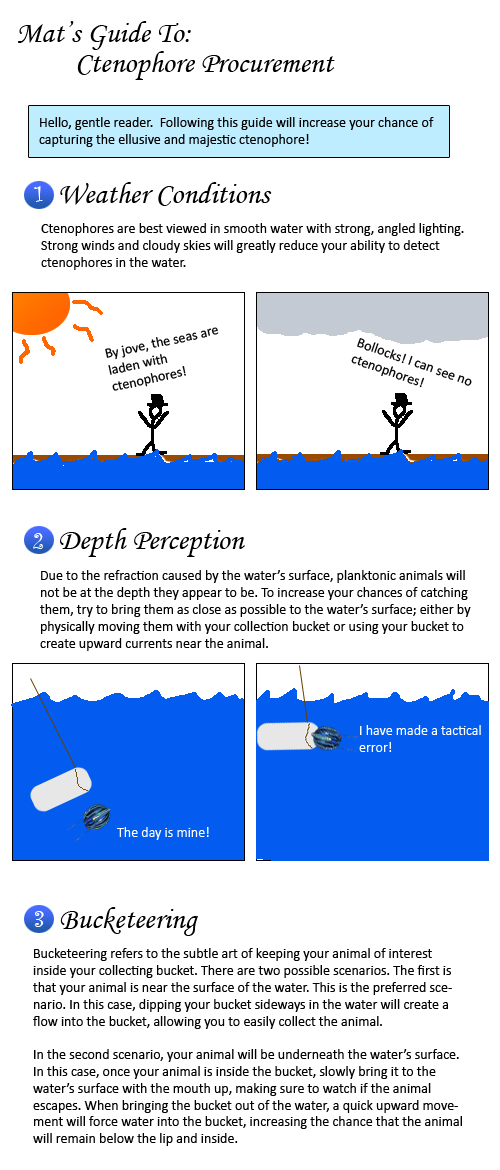 Mat's Guide To:
Ctenophore Procurement
Hello, gentle reader.  Following this guide will increase your chance of
capturing the ellusive and majestic ctenophore!
1 Weather Conditions
Ctenophores are best viewed in smooth water with strong, angled lighting.
Strong winds and cloudy skies will greatly reduce your ability to detect
ctenophores in the water.
By jove, the seas are
laden with
ctenophores!
Bollocks! I can see no
ctenophores!
2 Depth Perception
Due to the refraction caused by the water's surface, planktonic animals will
not be at the depth they appear to be. To increase your chances of catching
them, try to bring them as close as possible to the water's surface; either by
physically moving them with your collection bucket or using your bucket to
create upward currents near the animal.
The day is mine!
I have made a tactical
error!
3 Bucketeering
Bucketeering refers to the subtle art of keeping your animal of interest
inside your collecting bucket. There are two possible scenarios. The first is
that your animal is near the surface of the water. This is the preferred sce-
nario. In this case, dipping your bucket sideways in the water will create a
flow into the bucket, allowing you to easily collect the animal.
In the second scenario, your animal will be underneath the water's surface.
In this case, once your animal is inside the bucket, slowly bring it to the
water's surface with the mouth up, making sure to watch if the animal
escapes. When bringing the bucket out of the water, a quick upward move-
ment will force water into the bucket, increasing the chance that the animal
will remain below the lip and inside.